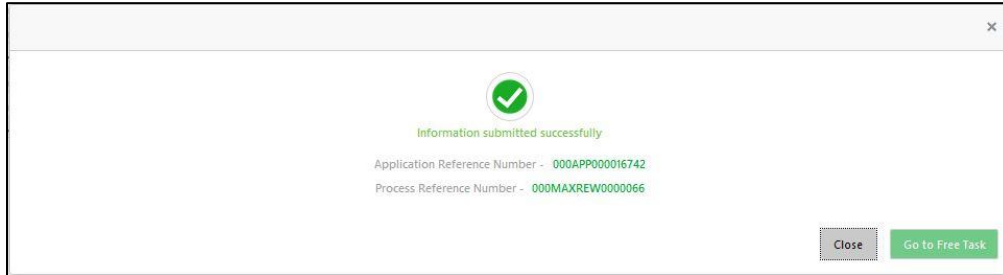 ×
Information submitted successfully
Application Reference Number - 000APP000016742
Process Reference Number - 000MAXREW0000066
Close Go to Free Task